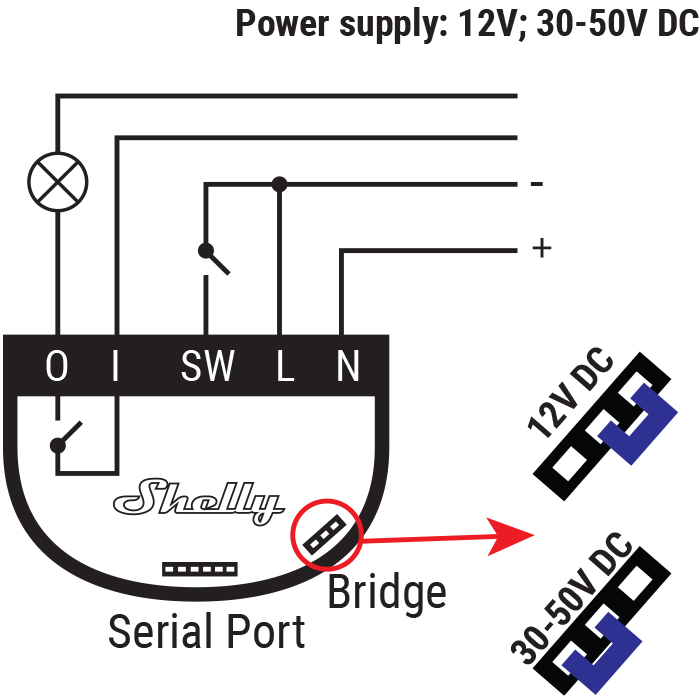 Power supply: 12V; 30-50V DC
-
+
O I SW L N
12V DC
Shelly
30-50V DC
Bridge
Serial Port